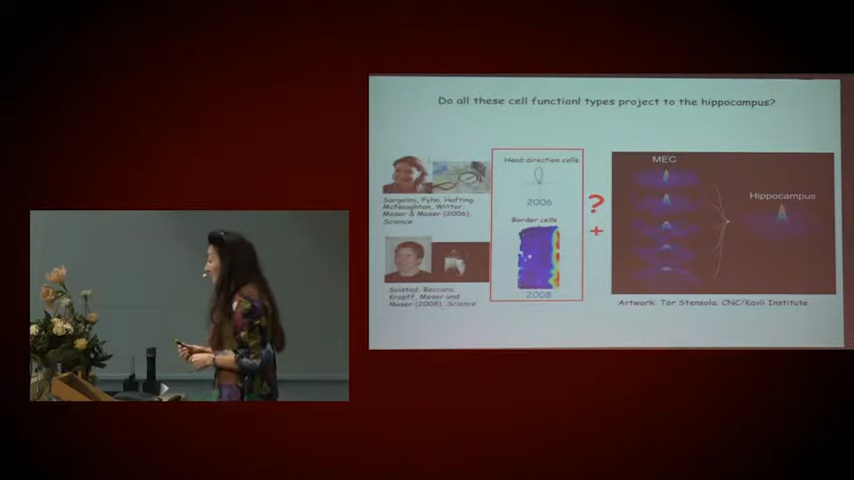 Do all these cell functionl types project to the hippocampus?
Sargolini, Fyhn, Hafting,
McNaughton, Witter,
Moser & Moser (2006),
Science
Solstad, Boccara,
Kropff, Moser and
Moser (2008), Science
Head direction cells
2006
Border cells
2008
?
+
MEC
Hippocampus
Artwork: Tor Stensola, CNC/Kavli Institute